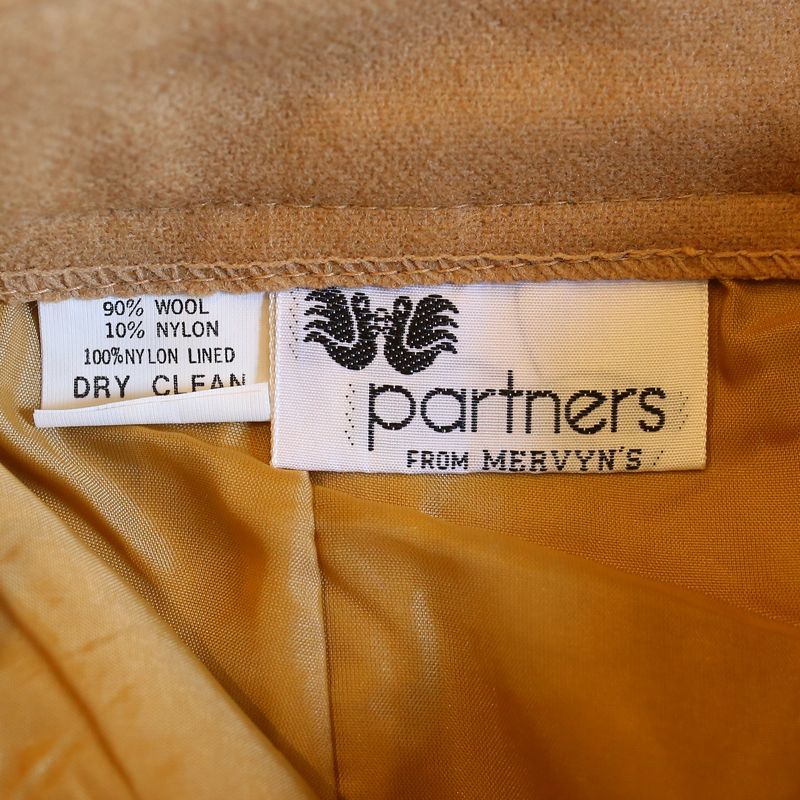 90% WOOL
10% NYLON
100%NYLON LINED
DRY CLEAN
partners
FROM MERVYN'S